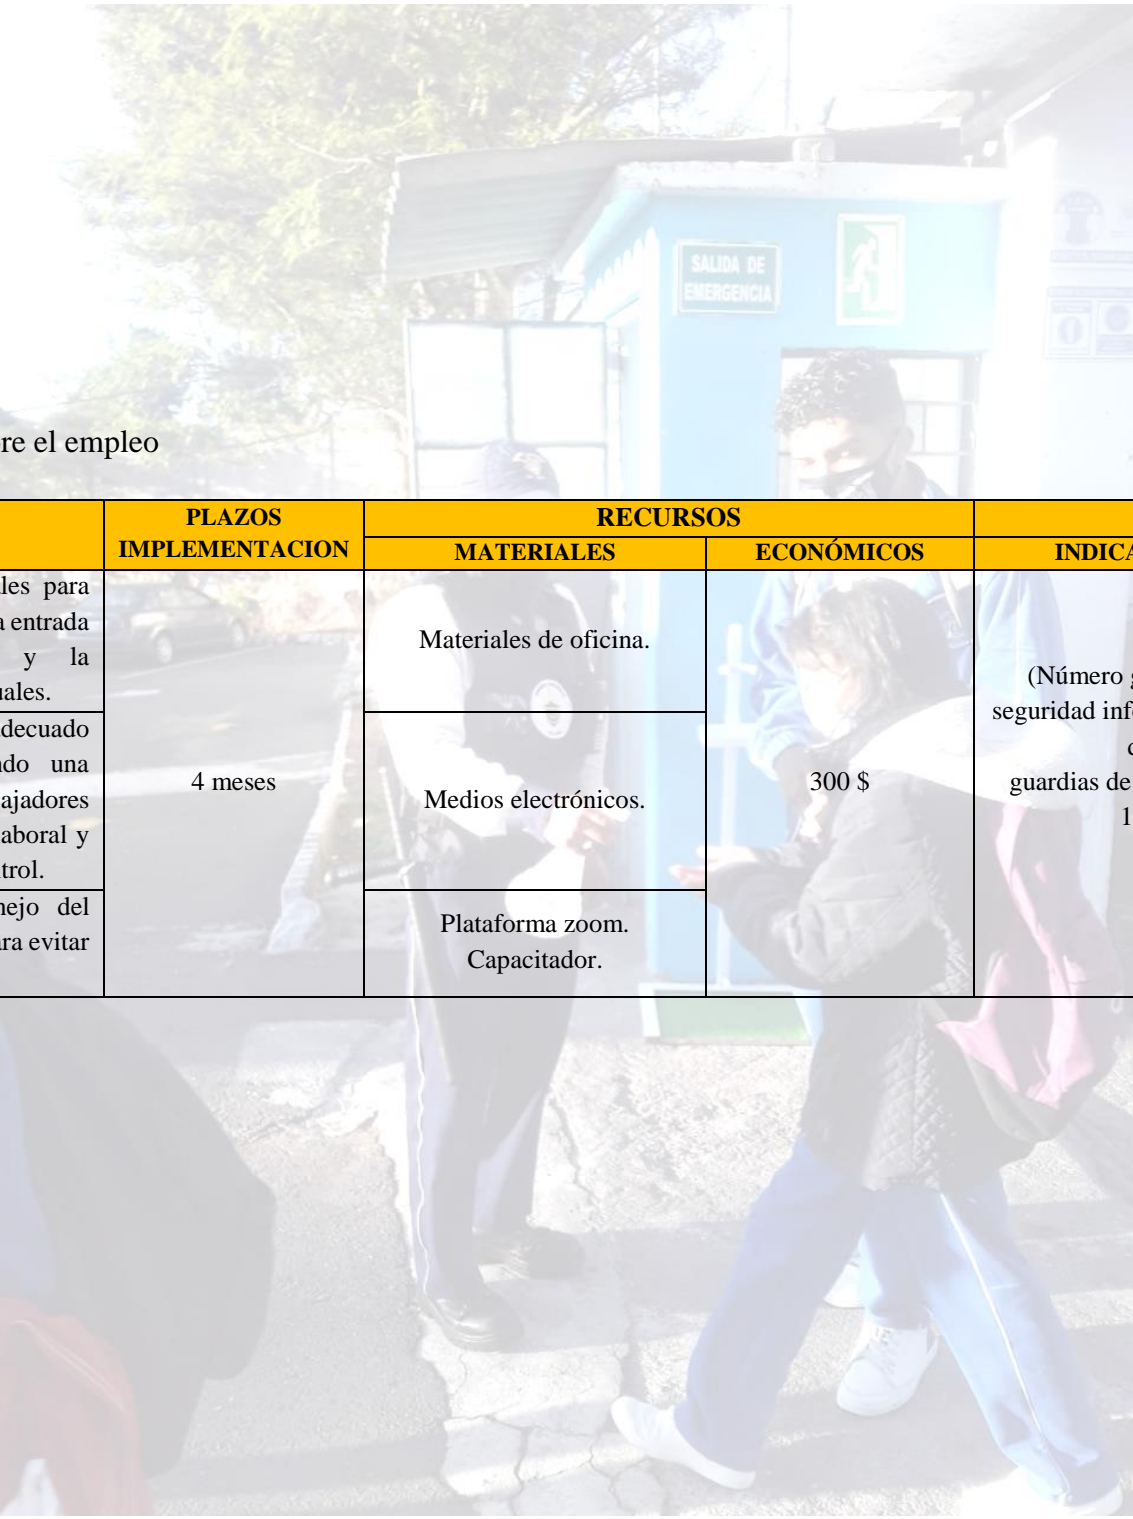 SALIDA DE
EMERGENCIA
re el empleo
PLAZOS
IMPLEMENTACION
RECURSOS
MATERIALES
ECONÓMICOS
INDICA
les para
a entrada
y la
uales.
decuado
ndo una
ajadores
aboral y
trol.
nejo del
ara evitar
4 meses
Materiales de oficina.
Medios electrónicos.
Plataforma zoom.
Capacitador.
300 $
(Número g
seguridad inf
guardias de
1